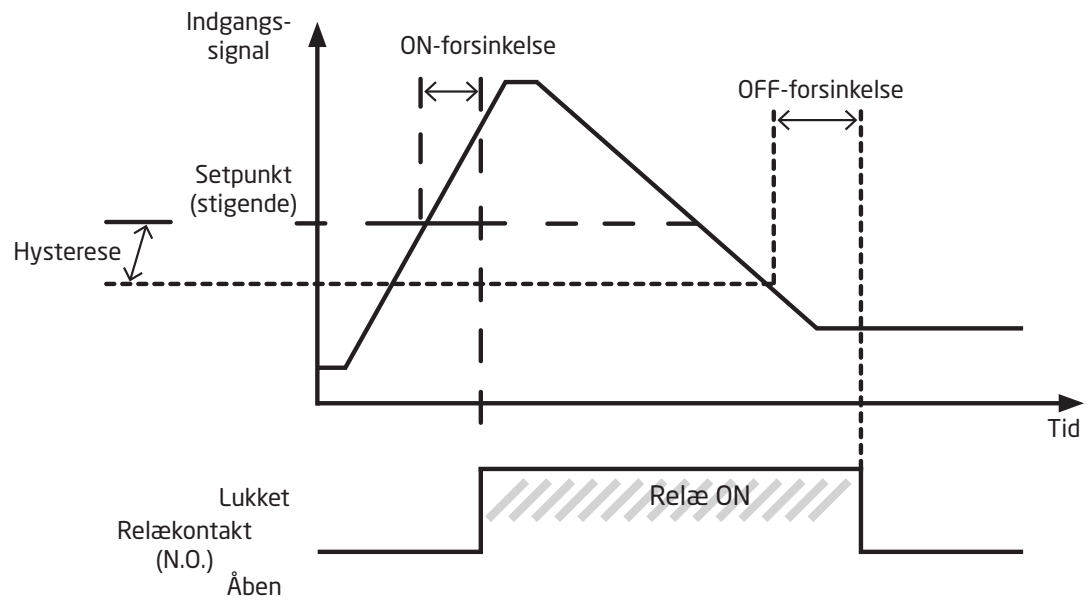 Indgangs-
signal
ON-forsinkelse
OFF-forsinkelse
Setpunkt
(stigende)
Hysterese
Tid
Lukket
Relæ ON
Relækontakt
(N.O.)
Åben